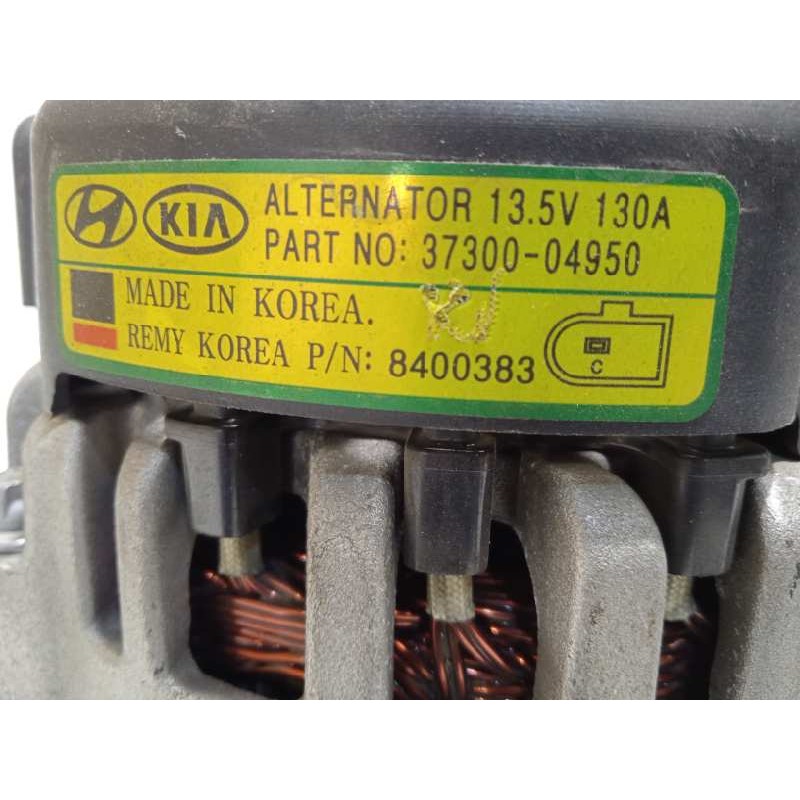 KIA ALTERNATOR 13.5V 130A
PART NO: 37300-04950
MADE IN KOREA.
REMY KOREA P/N: 8400383
C